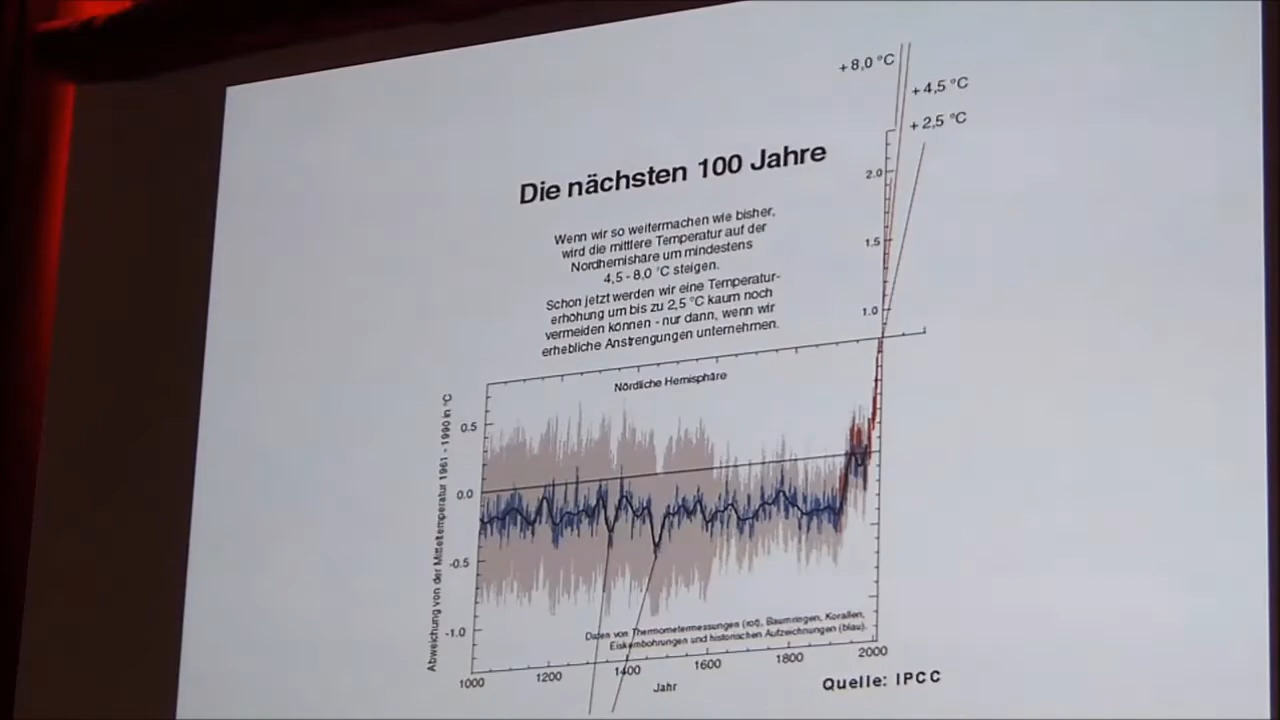 +8,0 °C
+4,5 °C
+2,5 °C
Die nächsten 100 Jahre
Wenn wir so weitermachen wie bisher,
wird die mittlere Temperatur auf der
Nordhemishäre um mindestens
4,5 - 8,0 °C steigen.
Schon jetzt werden wir eine Temperatur-
erhöhung um bis zu 2,5 °C kaum noch
vermeiden können - nur dann, wenn wir
erhebliche Anstrengungen unternehmen.
2.0
1.5
1.0
Nördliche Hemisphäre
Abweichung von der Mitteltemperatur 1961 - 1990 in °C
0.5
0.0
-0.5
-1.0
Daten von Thermometermessungen (rot), Baumringen, Korallen,
Eiskernbohrungen und historischen Aufzeichnungen (blau).
1000 1200 1400 1600 1800 2000
Jahr
Quelle: IPCC